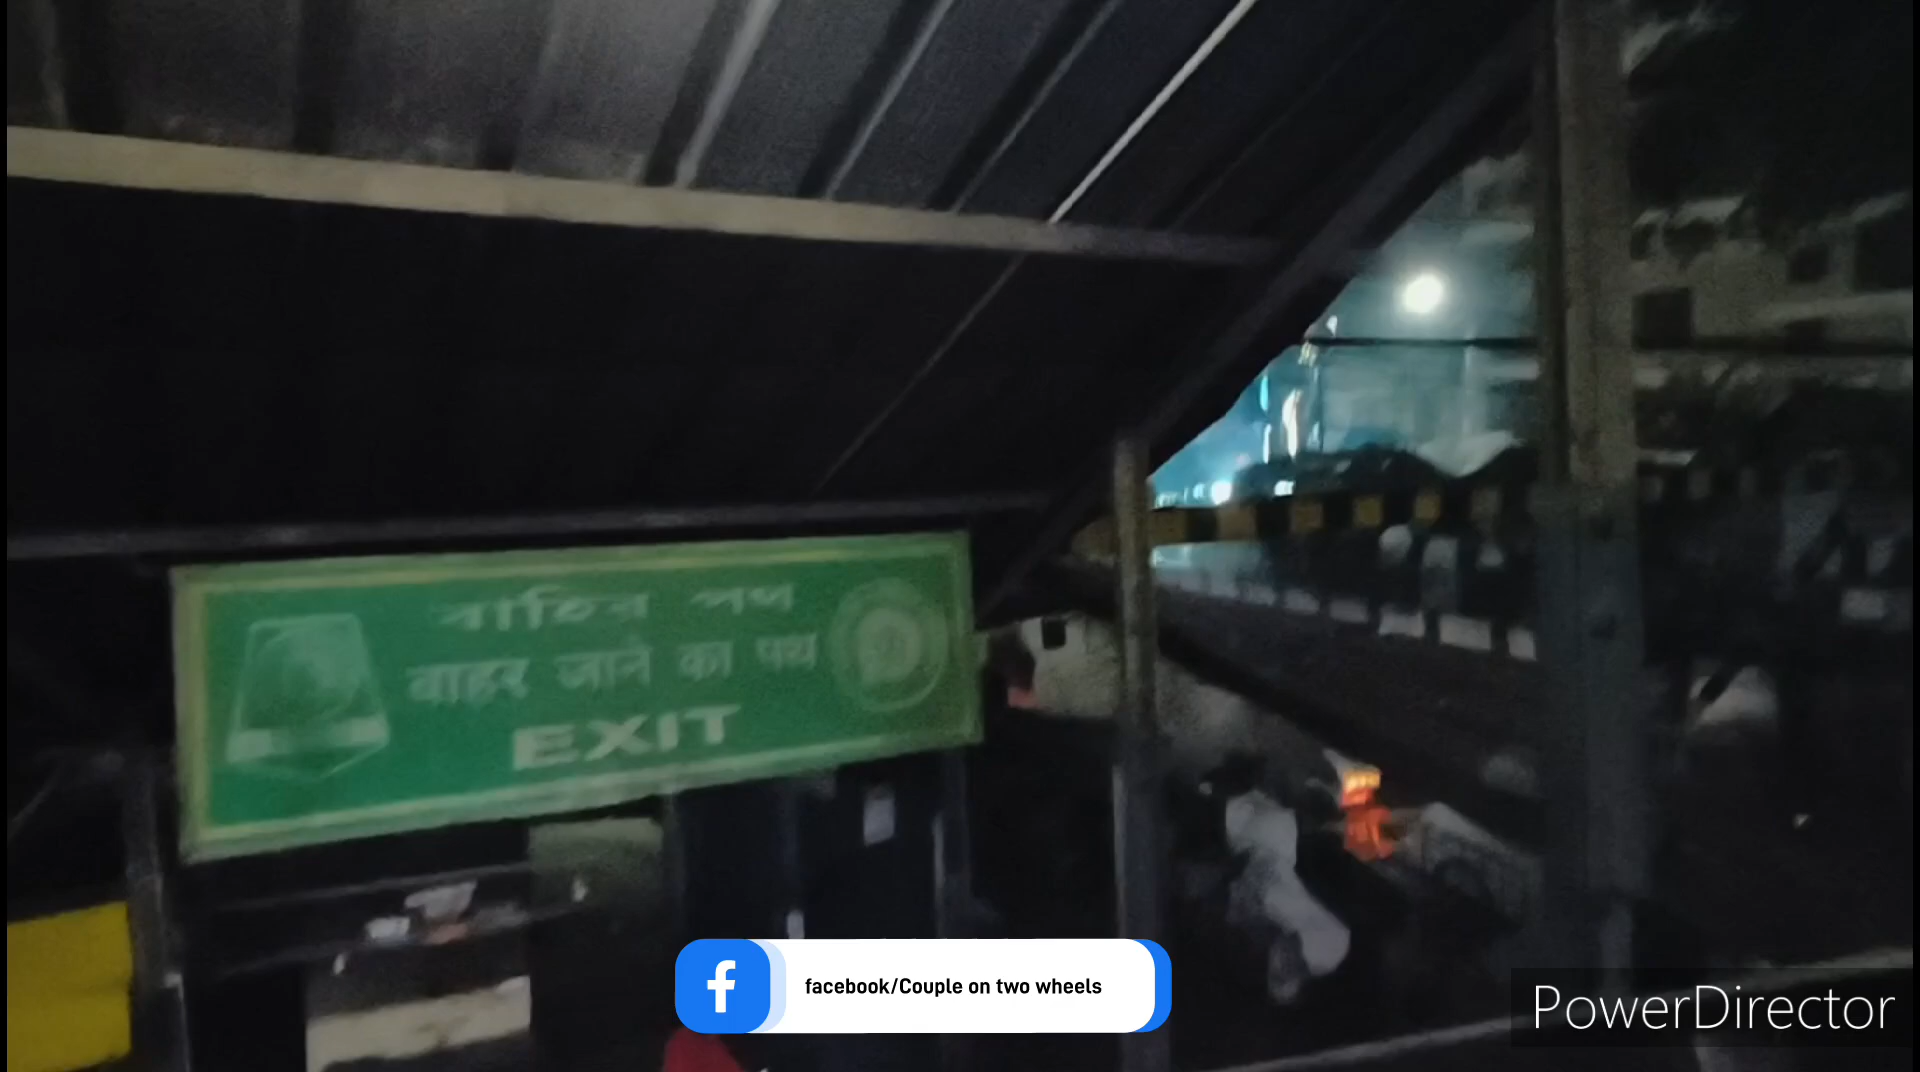 বাহির পথ
बाहर जाने का पथ
EXIT
facebook/Couple on two wheels
PowerDirector